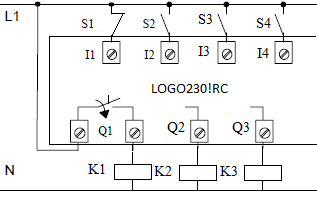 L1 S1 S2 S3 S4
I1 I2 I3 I4
LOGO230!RC
Q1 Q2 Q3
N K1 K2 K3